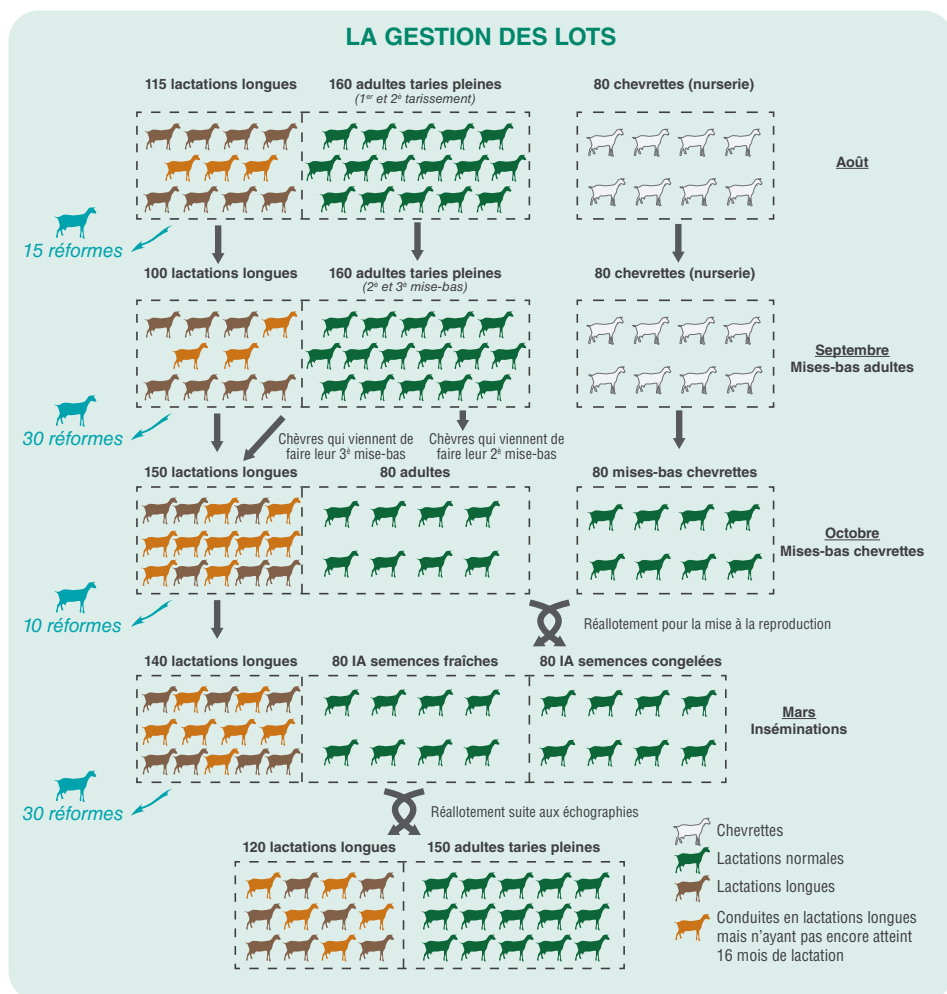 LA GESTION DES LOTS
115 lactations longues
160 adultes taries pleines
(1er et 2è tarissement)
80 chevrettes (nurserie)
Août
15 réformes
100 lactations longues
160 adultes taries pleines
(2è et 3è mise-bas)
80 chevrettes (nurserie)
Septembre
Mises-bas adultes
30 réformes
Chèvres qui viennent de
faire leur 3è mise-bas
Chèvres qui viennent de
faire leur 2è mise-bas
150 lactations longues
80 adultes
80 mises-bas chevrettes
Octobre
Mises-bas chevrettes
10 réformes
Réallotement pour la mise à la reproduction
140 lactations longues
80 IA semences fraîches
80 IA semences congelées
Mars
Inséminations
30 réformes
Réallotement suite aux échographies
120 lactations longues
150 adultes taries pleines
Chevrettes
Lactations normales
Lactations longues
Conduites en lactations longues
mais n'ayant pas encore atteint
16 mois de lactation